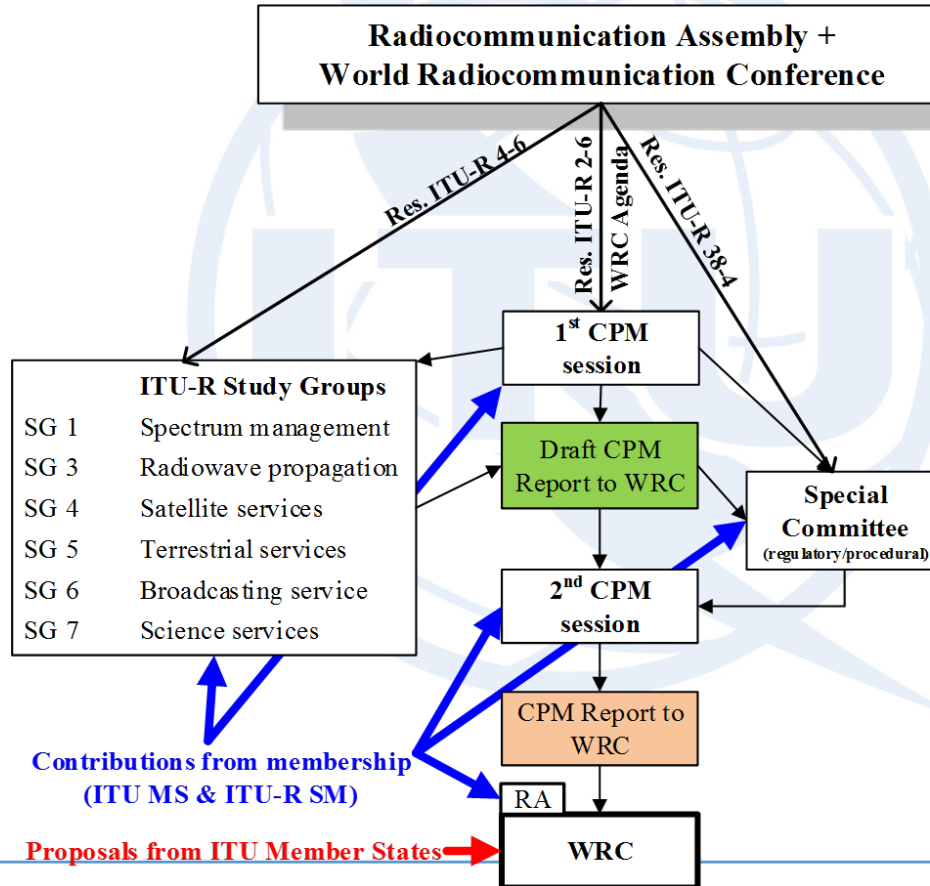 Radiocommunication Assembly +
World Radiocommunication Conference
Res. ITU-R 4-6
Res. ITU-R 2-6
WRC Agenda
Res. ITU-R 38-4
1st CPM
session
ITU-R Study Groups
SG 1 Spectrum management
SG 3 Radiowave propagation
SG 4 Satellite services
SG 5 Terrestrial services
SG 6 Broadcasting service
SG 7 Science services
Draft CPM
Report to WRC
Special
Committee
(regulatory/procedural)
2nd CPM
session
CPM Report to
WRC
Contributions from membership
(ITU MS & ITU-R SM)
RA
Proposals from ITU Member States
WRC
ITU